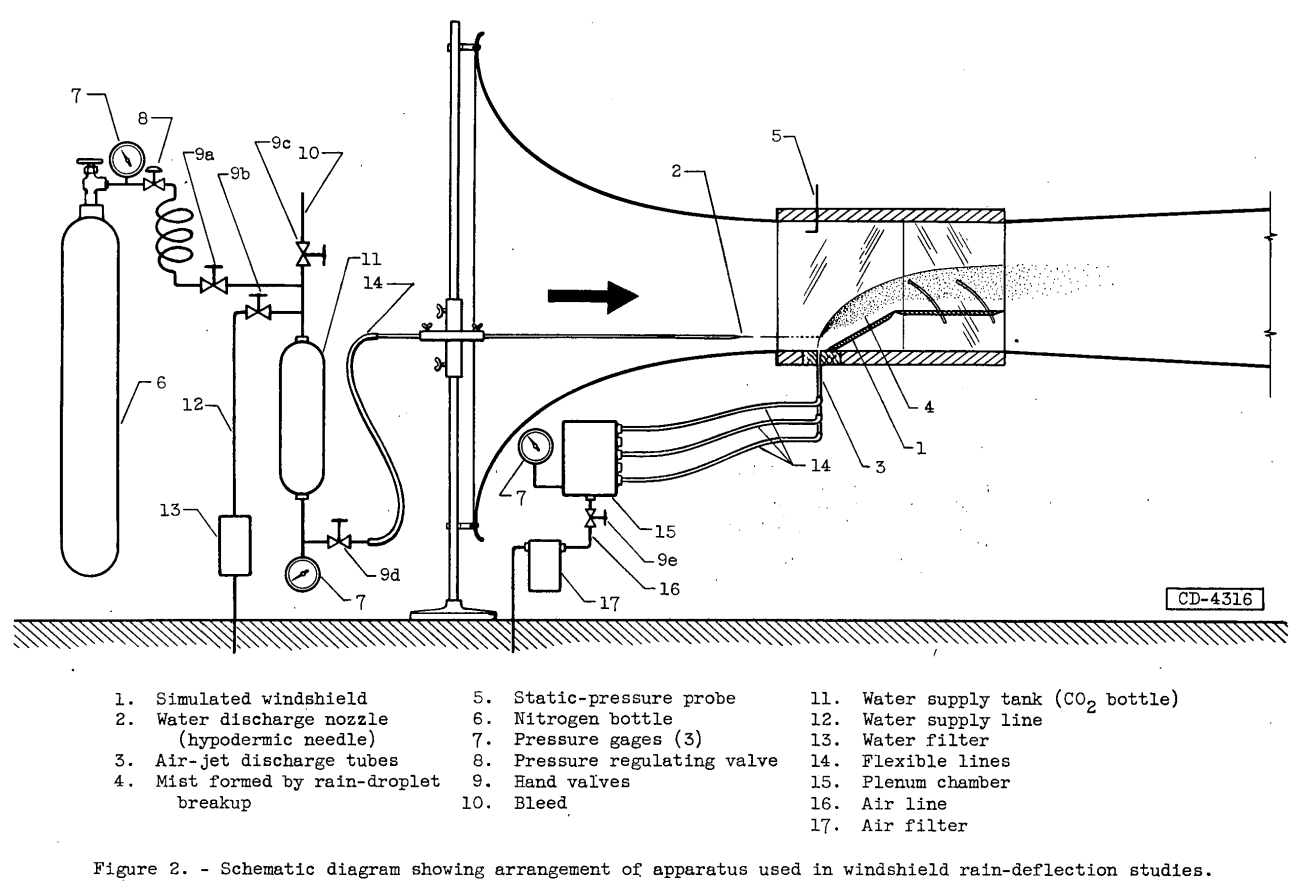 7
8
9a
9b
9c
10
11
14
5
2
6
12
13
9d
7
7
15
9e
16
17
14
3
1
4
CD-4316
1. Simulated windshield
2. Water discharge nozzle
(hypodermic needle)
3. Air-jet discharge tubes
4. Mist formed by rain-droplet
breakup
5. Static-pressure probe
6. Nitrogen bottle
7. Pressure gages (3)
8. Pressure regulating valve
9. Hand valves
10. Bleed
11. Water supply tank (CO2 bottle)
12. Water supply line
13. Water filter
14. Flexible lines
15. Plenum chamber
16. Air line
17. Air filter
Figure 2. - Schematic diagram showing arrangement of apparatus used in windshield rain-deflection studies.